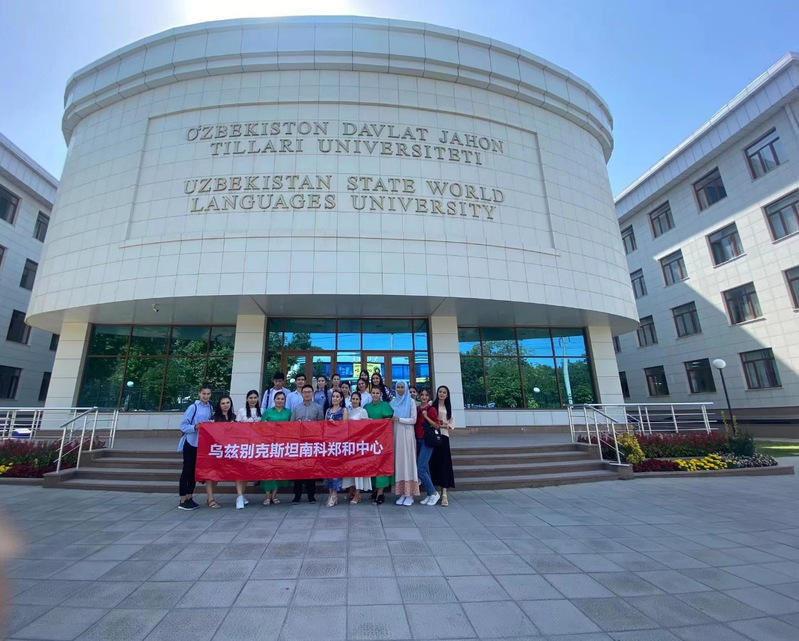 O'ZBEKISTON DAVLAT JAHON
TILLARI UNIVERSITETI
UZBEKISTAN STATE WORLD
LANGUAGES UNIVERSITY
乌兹别克斯坦南科郑和中心